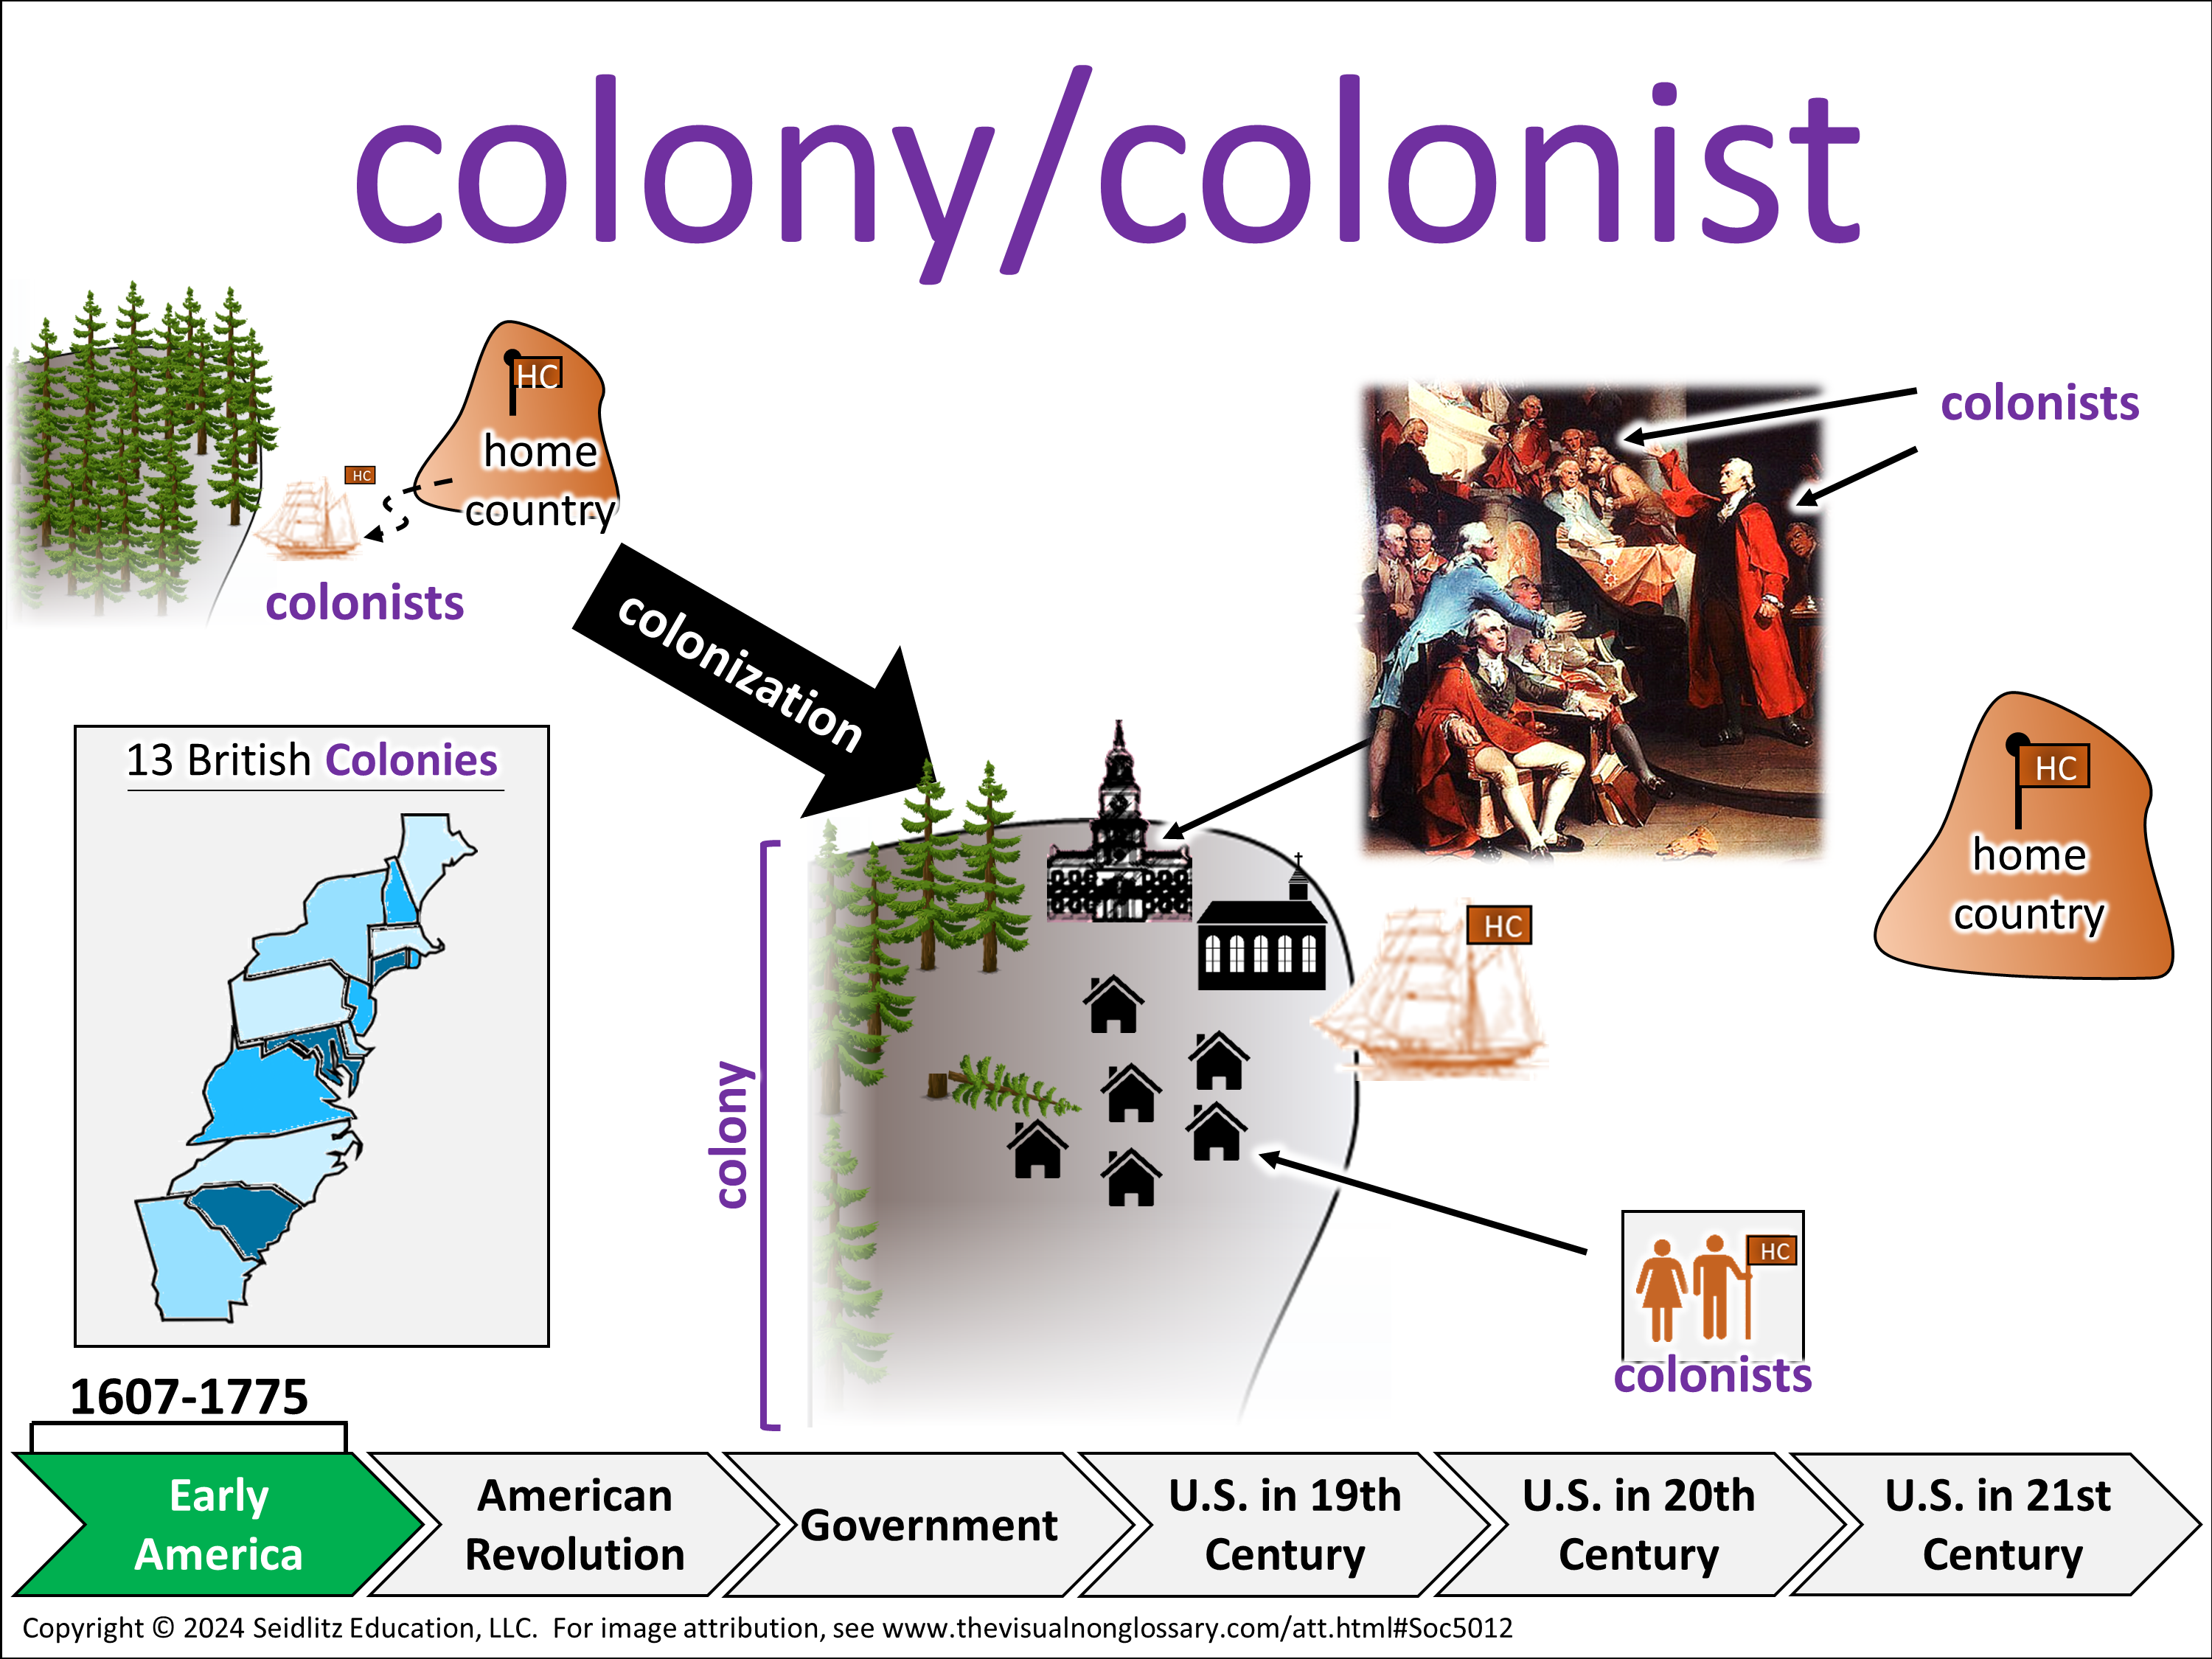 colony/colonist
HC
home
country
HC
colonists
colonization
colonists
13 British Colonies
HC
home
country
HC
colony
HC
colonists
1607-1775
Early
America
American
Revolution
Government
U.S. in 19th
Century
U.S. in 20th
Century
U.S. in 21st
Century
Copyright © 2024 Seidlitz Education, LLC.  For image attribution, see www.thevisualnonglossary.com/att.html#Soc5012